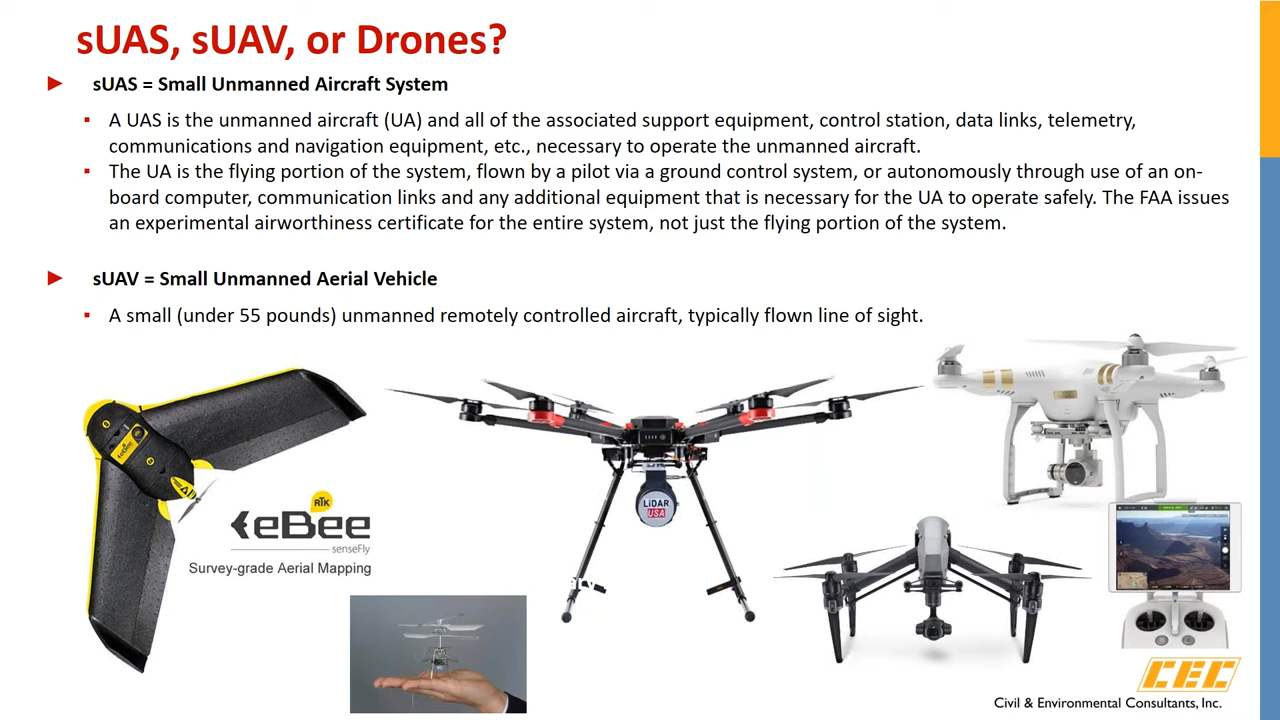 sUAS, sUAV, or Drones?
► sUAS = Small Unmanned Aircraft System
▪ A UAS is the unmanned aircraft (UA) and all of the associated support equipment, control station, data links, telemetry,
communications and navigation equipment, etc., necessary to operate the unmanned aircraft.
▪ The UA is the flying portion of the system, flown by a pilot via a ground control system, or autonomously through use of an on-
board computer, communication links and any additional equipment that is necessary for the UA to operate safely. The FAA issues
an experimental airworthiness certificate for the entire system, not just the flying portion of the system.
► sUAV = Small Unmanned Aerial Vehicle
▪ A small (under 55 pounds) unmanned remotely controlled aircraft, typically flown line of sight.
eBee
RTK
eBee
senseFly
Survey-grade Aerial Mapping
LiDAR
USA
CEC
Civil & Environmental Consultants, Inc.